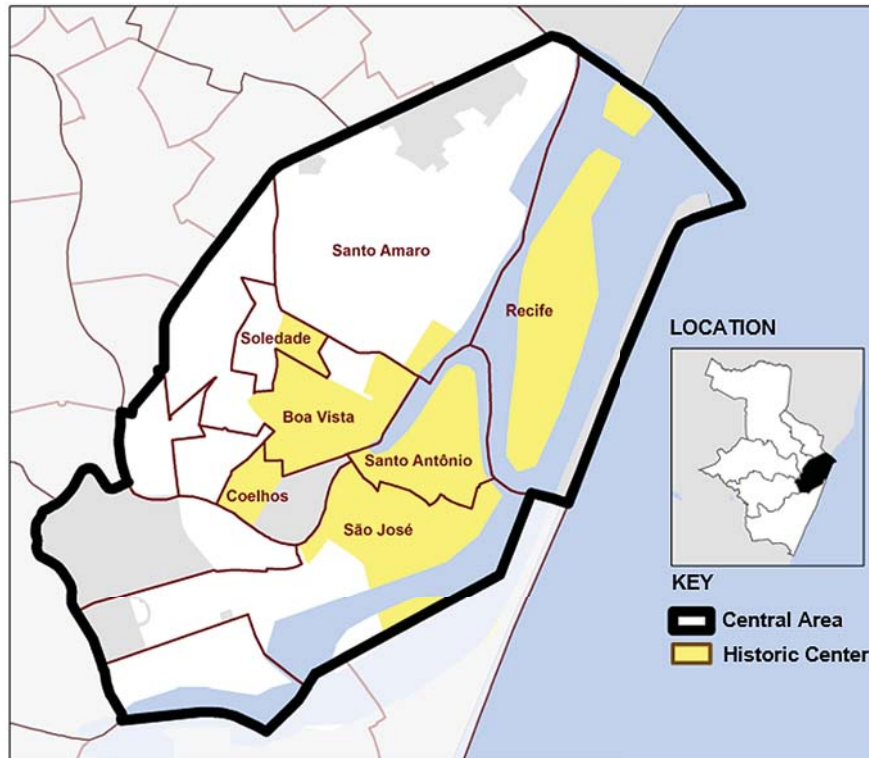 Santo Amaro
Recife
Soledade
Boa Vista
Santo Antônio
Coelhos
São José
LOCATION
KEY
Central Area
Historic Center